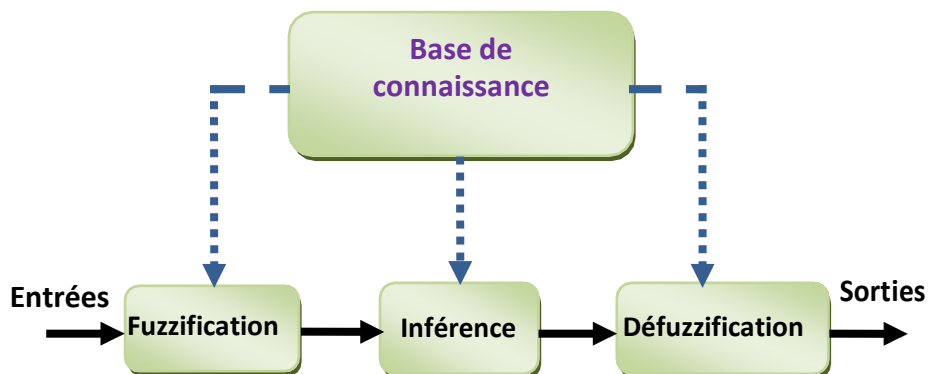 Base de
connaissance
Entrées
Sorties
Fuzzification
Inférence
Défuzzification